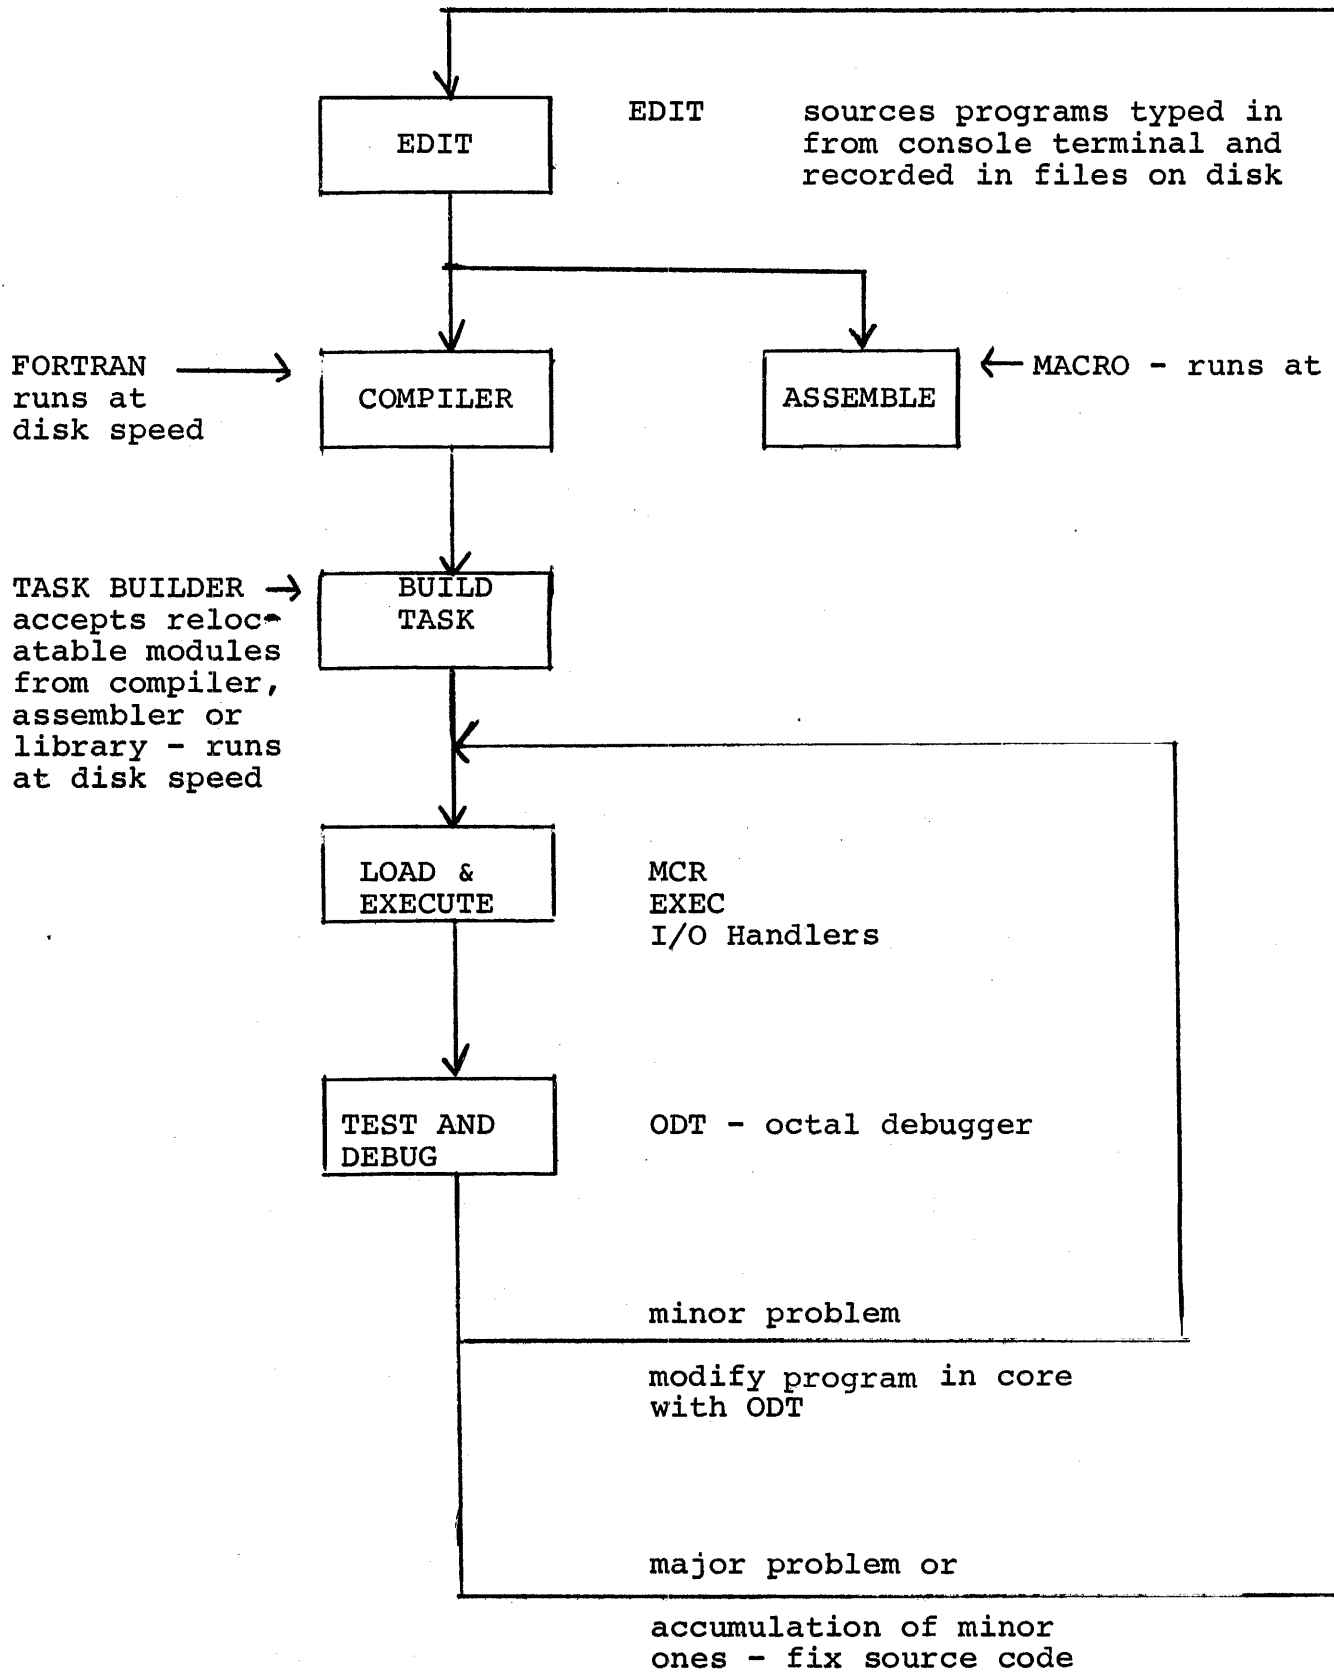 EDIT
EDIT
sources programs typed in
from console terminal and
recorded in files on disk
FORTRAN
runs at
disk speed
COMPILER
ASSEMBLE
MACRO - runs at
TASK BUILDER
accepts reloc-
atable modules
from compiler,
assembler or
library - runs
at disk speed
BUILD
TASK
LOAD &
EXECUTE
MCR
EXEC
I/O Handlers
TEST AND
DEBUG
ODT - octal debugger
minor problem
modify program in core
with ODT
major problem or
accumulation of minor
ones - fix source code